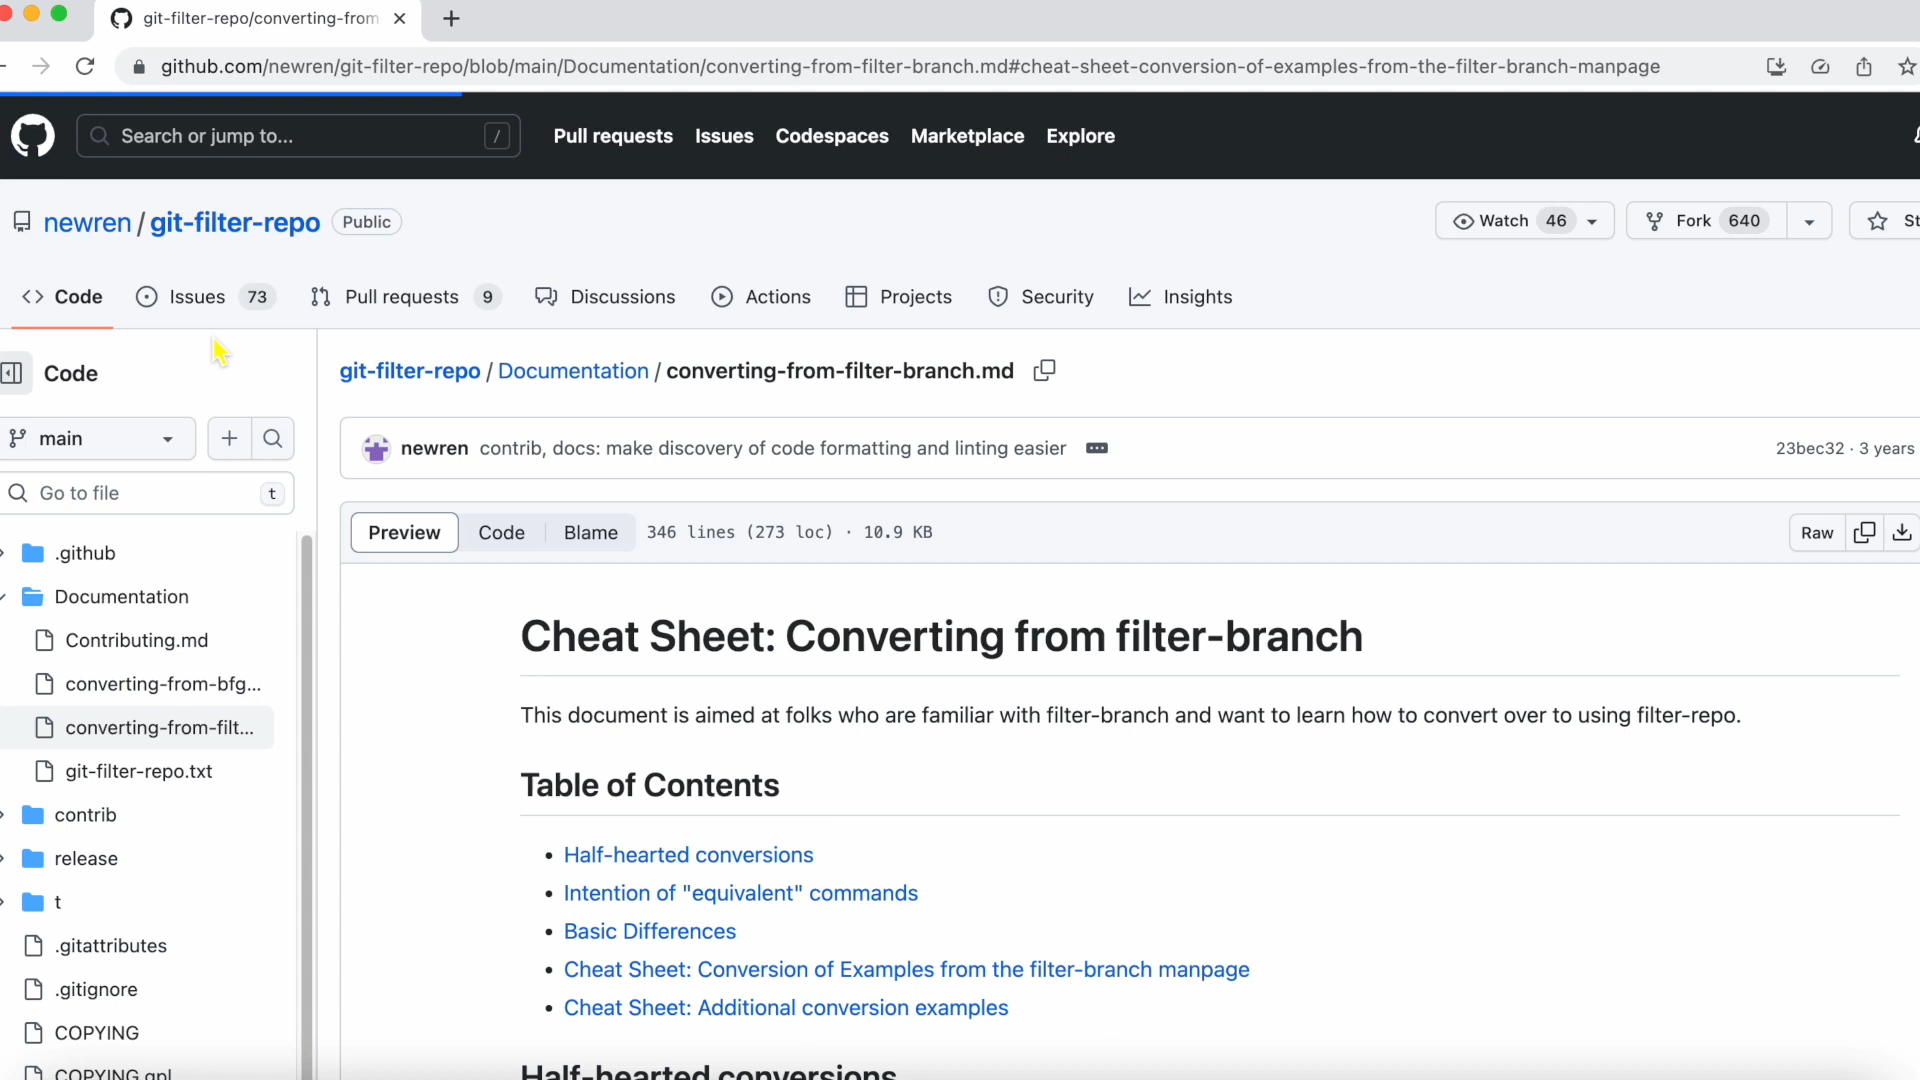 git-filter-repo/converting-from
github.com/newren/git-filter-repo/blob/main/Documentation/converting-from-filter-branch.md#cheat-sheet-conversion-of-examples-from-the-filter-branch-manpage
Search or jump to... / Pull requests Issues Codespaces Marketplace Explore
newren / git-filter-repo Public Watch 46 Fork 640
Code Issues 73 Pull requests 9 Discussions Actions Projects Security Insights
Code
git-filter-repo / Documentation / converting-from-filter-branch.md
main
newren contrib, docs: make discovery of code formatting and linting easier 23bec32 · 3 years
Go to file t
Preview Code Blame 346 lines (273 loc) · 10.9 KB Raw
.github
Documentation
Contributing.md
converting-from-bfg...
converting-from-filt...
git-filter-repo.txt
contrib
release
t
.gitattributes
.gitignore
COPYING
COPYING.gpl
Cheat Sheet: Converting from filter-branch
This document is aimed at folks who are familiar with filter-branch and want to learn how to convert over to using filter-repo.
Table of Contents
• Half-hearted conversions
• Intention of "equivalent" commands
• Basic Differences
• Cheat Sheet: Conversion of Examples from the filter-branch manpage
• Cheat Sheet: Additional conversion examples
Half-hearted conversions